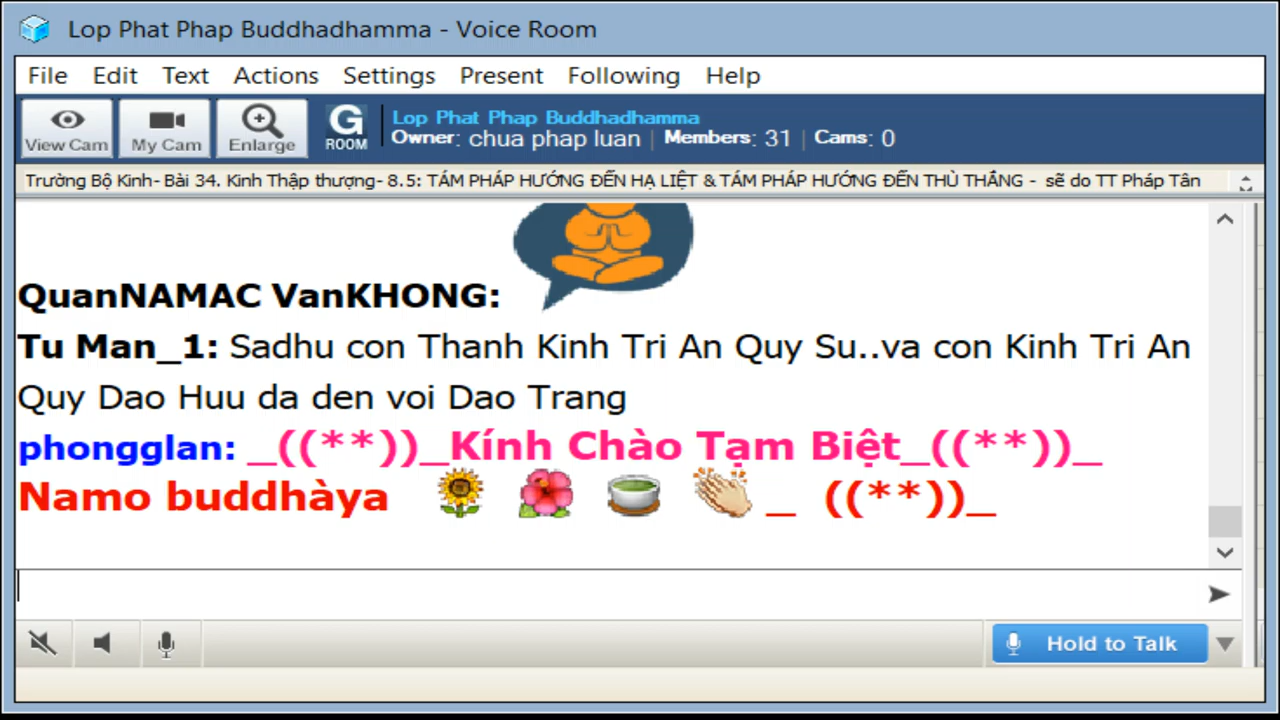 Lop Phat Phap Buddhadhamma - Voice Room
File Edit Text Actions Settings Present Following Help
View Cam My Cam Enlarge G ROOM
Lop Phat Phap Buddhadhamma
Owner: chua phap luan | Members: 31 | Cams: 0
Trường Bộ Kinh- Bài 34. Kinh Thập thượng- 8.5: TÁM PHÁP HƯỚNG ĐẾN HẠ LIỆT & TÁM PHÁP HƯỚNG ĐẾN THÙ THẮNG - sẽ do TT Pháp Tân
QuanNAMAC VanKHONG:
Tu Man_1: Sadhu con Thanh Kinh Tri An Quy Su..va con Kinh Tri An
Quy Dao Huu da den voi Dao Trang
phongglan: _((**))_Kính Chào Tạm Biệt_((**))_
Namo buddhàya _ ((**))_
Hold to Talk